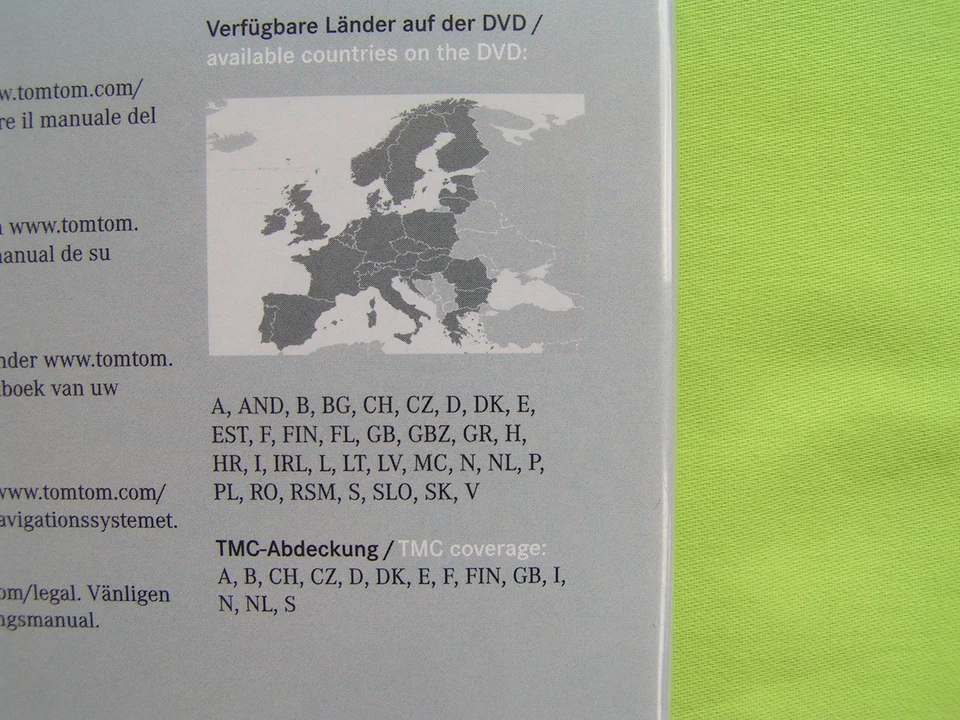 w.tomtom.com/
re il manuale del
www.tomtom.
manual de su
nder www.tomtom.
boek van uw
www.tomtom.com/
avigationssystemet.
om/legal. Vänligen
ngsmanual.
Verfügbare Länder auf der DVD /
available countries on the DVD:
A, AND, B, BG, CH, CZ, D, DK, E,
EST, F, FIN, FL, GB, GBZ, GR, H,
HR, I, IRL, L, LT, LV, MC, N, NL, P,
PL, RO, RSM, S, SLO, SK, V
TMC-Abdeckung / TMC coverage:
A, B, CH, CZ, D, DK, E, F, FIN, GB, I,
N, NL, S